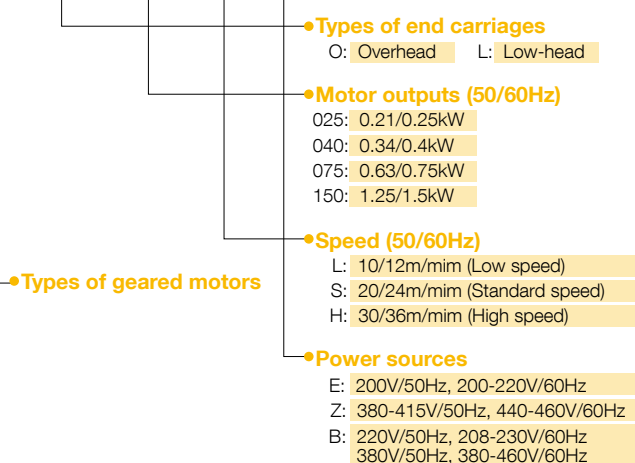 Types of end carriages
O: Overhead L: Low-head
Motor outputs (50/60Hz)
025: 0.21/0.25kW
040: 0.34/0.4kW
075: 0.63/0.75kW
150: 1.25/1.5kW
Speed (50/60Hz)
L: 10/12m/mim (Low speed)
S: 20/24m/mim (Standard speed)
H: 30/36m/mim (High speed)
Types of geared motors
Power sources
E: 200V/50Hz, 200-220V/60Hz
Z: 380-415V/50Hz, 440-460V/60Hz
B: 220V/50Hz, 208-230V/60Hz
380V/50Hz, 380-460V/60Hz